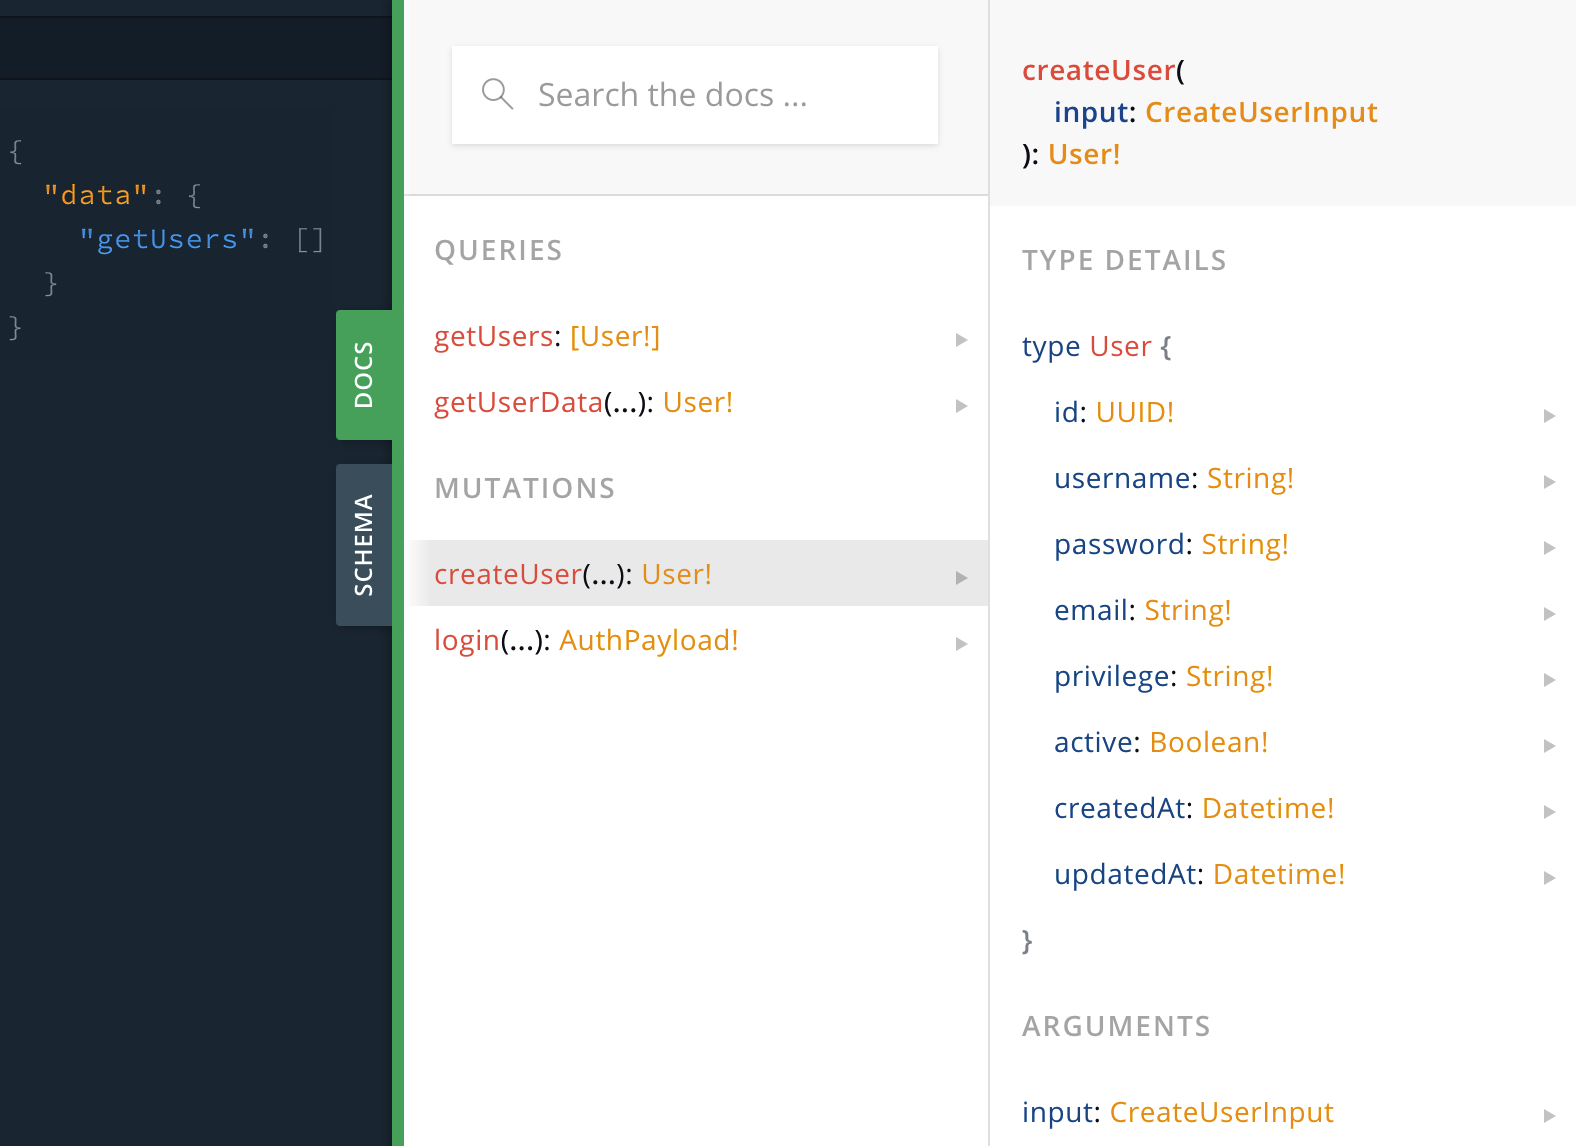 {
"data": {
"getUsers": []
}
}
DOCS
SCHEMA
Search the docs ...
QUERIES
getUsers: [User!]
getUserData(...): User!
MUTATIONS
createUser(...): User!
login(...): AuthPayload!
createUser(
input: CreateUserInput
): User!
TYPE DETAILS
type User {
id: UUID!
username: String!
password: String!
email: String!
privilege: String!
active: Boolean!
createdAt: Datetime!
updatedAt: Datetime!
}
ARGUMENTS
input: CreateUserInput